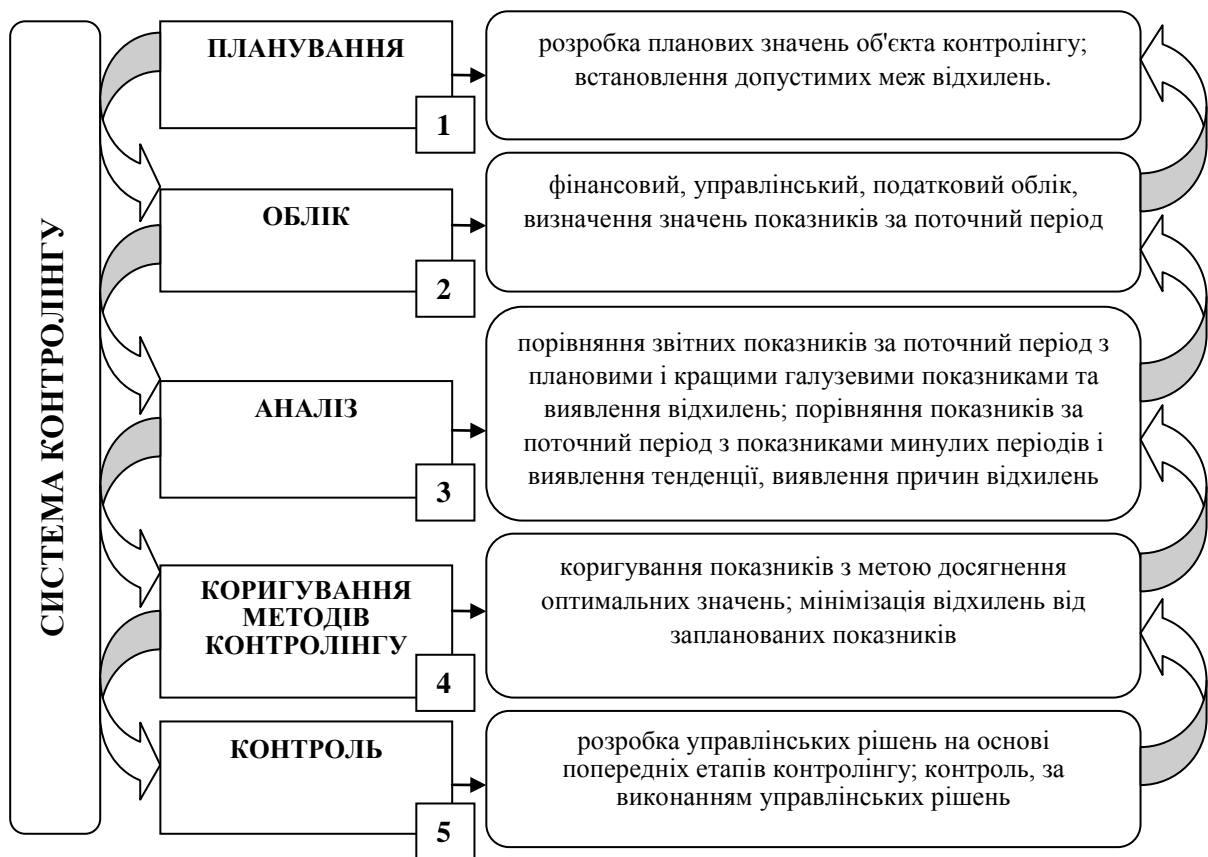 СИСТЕМА КОНТРОЛІНГУ
ПЛАНУВАННЯ
1
розробка планових значень об'єкта контролінгу;
встановлення допустимих меж відхилень.
ОБЛІК
2
фінансовий, управлінський, податковий облік,
визначення значень показників за поточний період
АНАЛІЗ
3
порівняння звітних показників за поточний період з
плановими і кращими галузевими показниками та
виявлення відхилень; порівняння показників за
поточний період з показниками минулих періодів і
виявлення тенденції, виявлення причин відхилень
КОРИГУВАННЯ
МЕТОДІВ
КОНТРОЛІНГУ
4
коригування показників з метою досягнення
оптимальних значень; мінімізація відхилень від
запланованих показників
КОНТРОЛЬ
5
розробка управлінських рішень на основі
попередніх етапів контролінгу; контроль, за
виконанням управлінських рішень